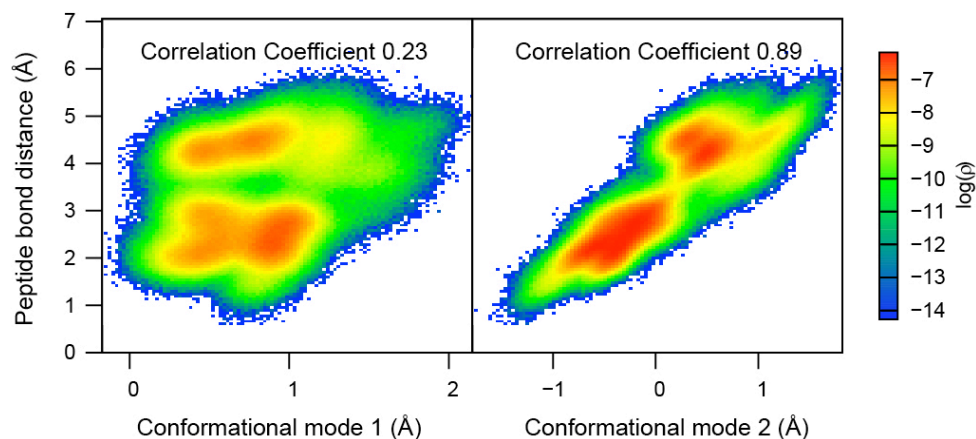 Correlation Coefficient 0.23
Correlation Coefficient 0.89
Peptide bond distance (Å)
7
6
5
4
3
2
1
0
0 1 2
−1 0 1
Conformational mode 1 (Å)
Conformational mode 2 (Å)
−7
−8
−9
−10
−11
−12
−13
−14
log(ρ)